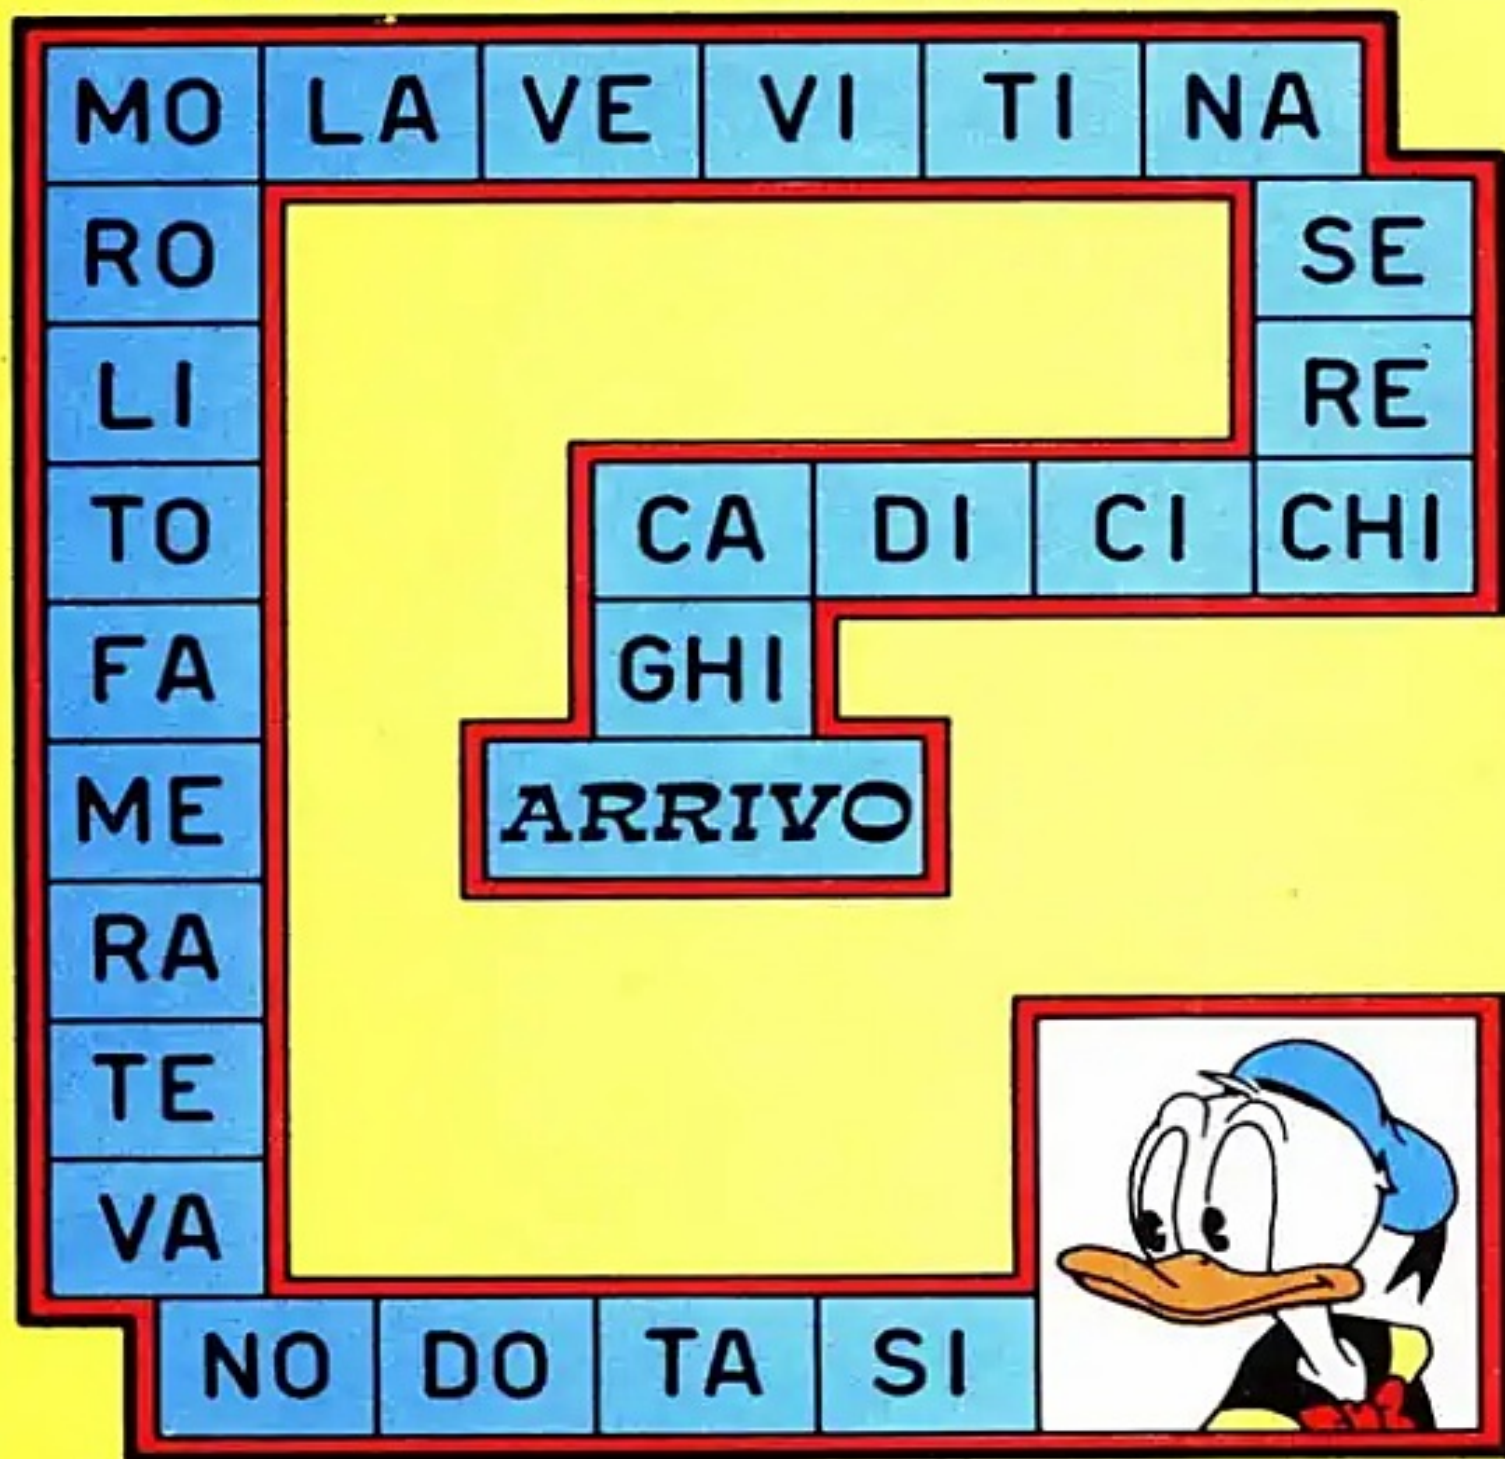 MO LA VE VI TI NA
RO SE
LI RE
TO CA DI CI CHI
FA GHI
ME ARRIVO
RA
TE
VA
NO DO TA SI